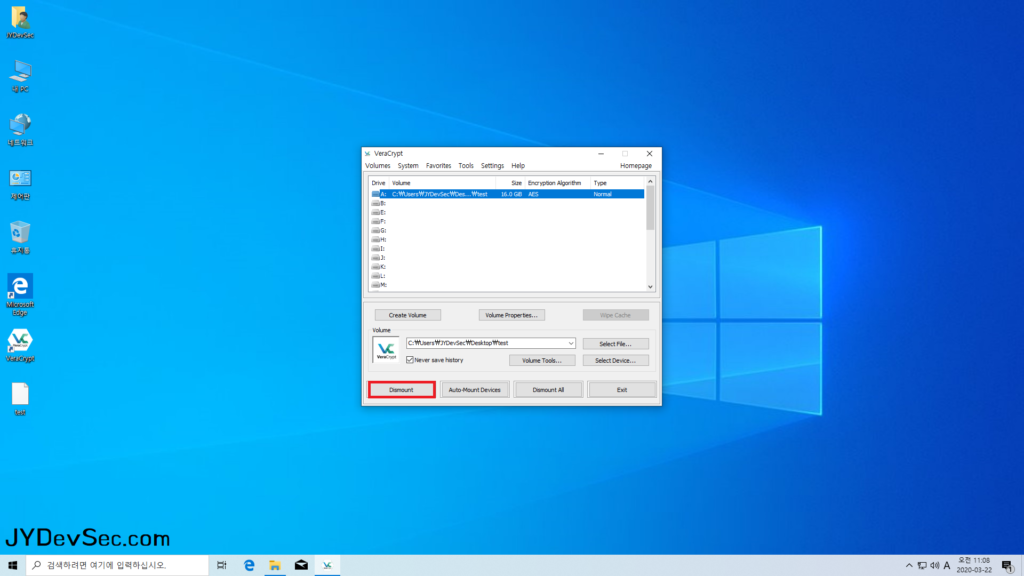 JYDevSec
내 PC
네트워크
제어판
휴지통
Microsoft
Edge
VeraCrypt
test
VeraCrypt
Volumes System Favorites Tools Settings Help Homepage
Drive Volume Size Encryption Algorithm Type
A: C:₩Users₩JYDevSec₩Des...₩test 16.0 GiB AES Normal
B:
E:
F:
G:
H:
I:
J:
K:
L:
M:
Create Volume Volume Properties... Wipe Cache
Volume
VC
VeraCrypt
C:₩Users₩JYDevSec₩Desktop₩test Select File...
Never save history Volume Tools... Select Device...
Dismount Auto-Mount Devices Dismount All Exit
JYDevSec.com
검색하려면 여기에 입력하십시오.
A 오전 11:08
2020-03-22
1